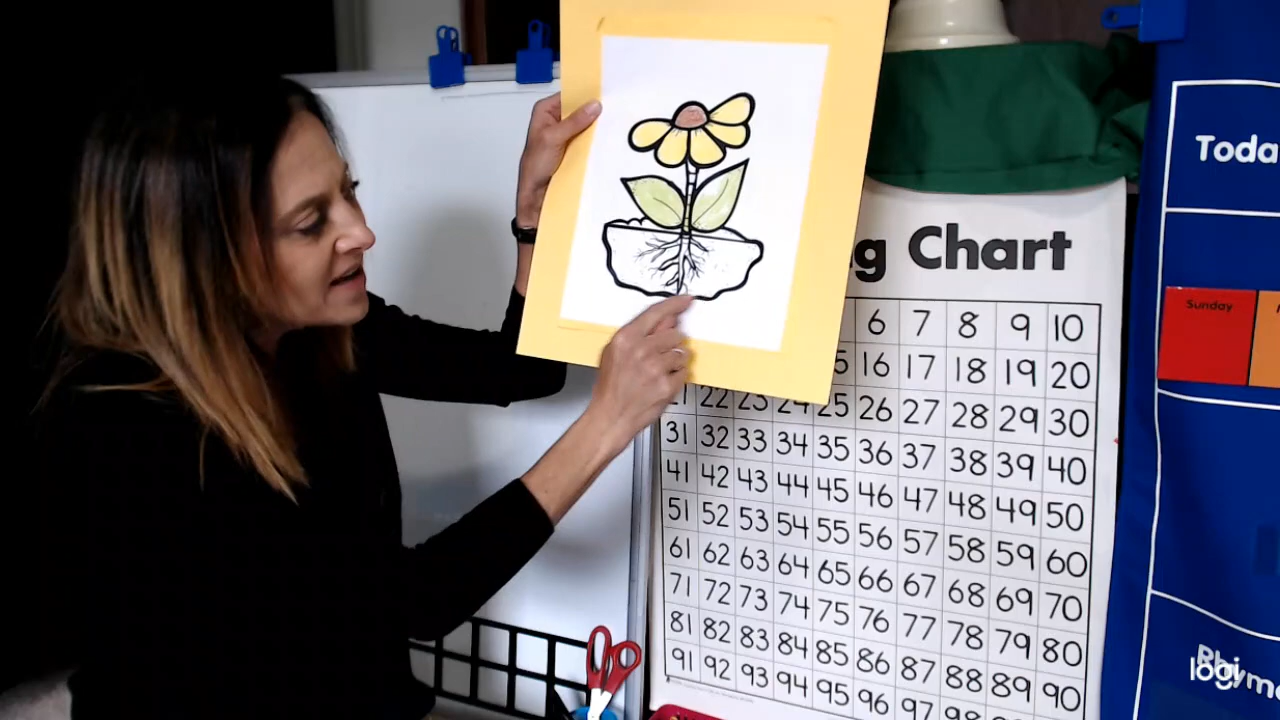 g Chart
6 7 8 9 10
16 17 18 19 20
22 23 24 25 26 27 28 29 30
31 32 33 34 35 36 37 38 39 40
41 42 43 44 45 46 47 48 49 50
51 52 53 54 55 56 57 58 59 60
61 62 63 64 65 66 67 68 69 70
71 72 73 74 75 76 77 78 79 80
81 82 83 84 85 86 87 88 89 90
91 92 93 94 95 96 97 98
Toda
Sunday
logi